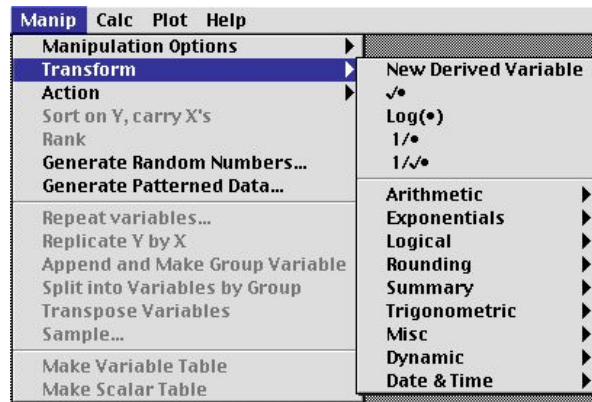 Manip Calc Plot Help
Manipulation Options
Transform
Action
Sort on Y, carry X's
Rank
Generate Random Numbers...
Generate Patterned Data...
Repeat variables...
Replicate Y by X
Append and Make Group Variable
Split into Variables by Group
Transpose Variables
Sample...
Make Variable Table
Make Scalar Table
New Derived Variable
√•
Log(•)
1/•
1/√•
Arithmetic
Exponentials
Logical
Rounding
Summary
Trigonometric
Misc
Dynamic
Date & Time